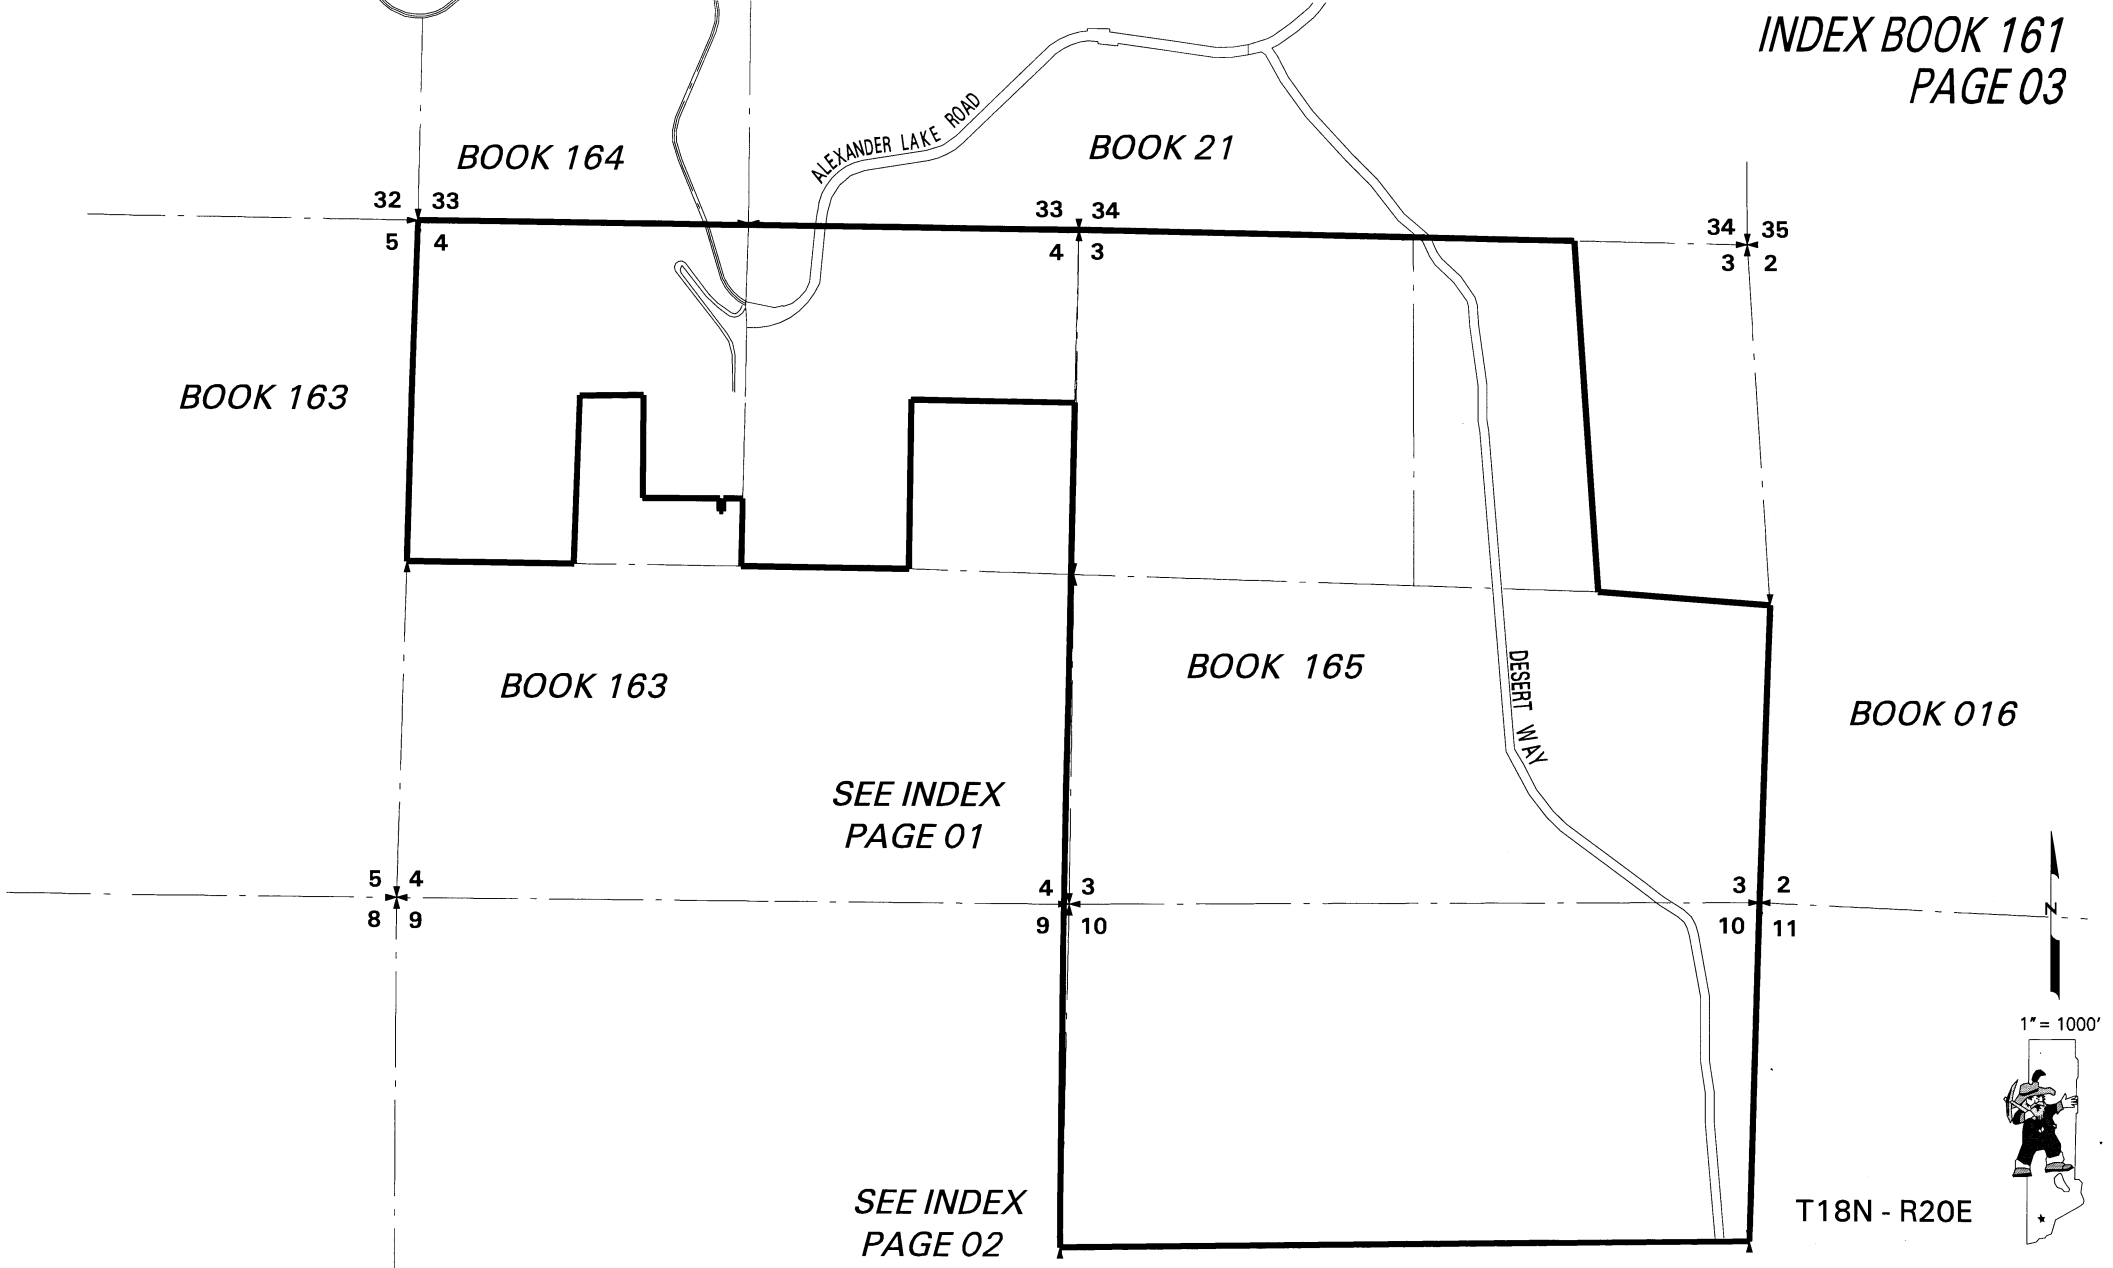 INDEX BOOK 161
PAGE 03
BOOK 164
ALEXANDER LAKE ROAD
BOOK 21
32 33
5 4
33 34
4 3
34 35
3 2
BOOK 163
BOOK 163
BOOK 165
DESERT WAY
BOOK 016
SEE INDEX
PAGE 01
5 4
8 9
4 3
9 10
3 2
10 11
N
1" = 1000'
SEE INDEX
PAGE 02
T18N - R20E